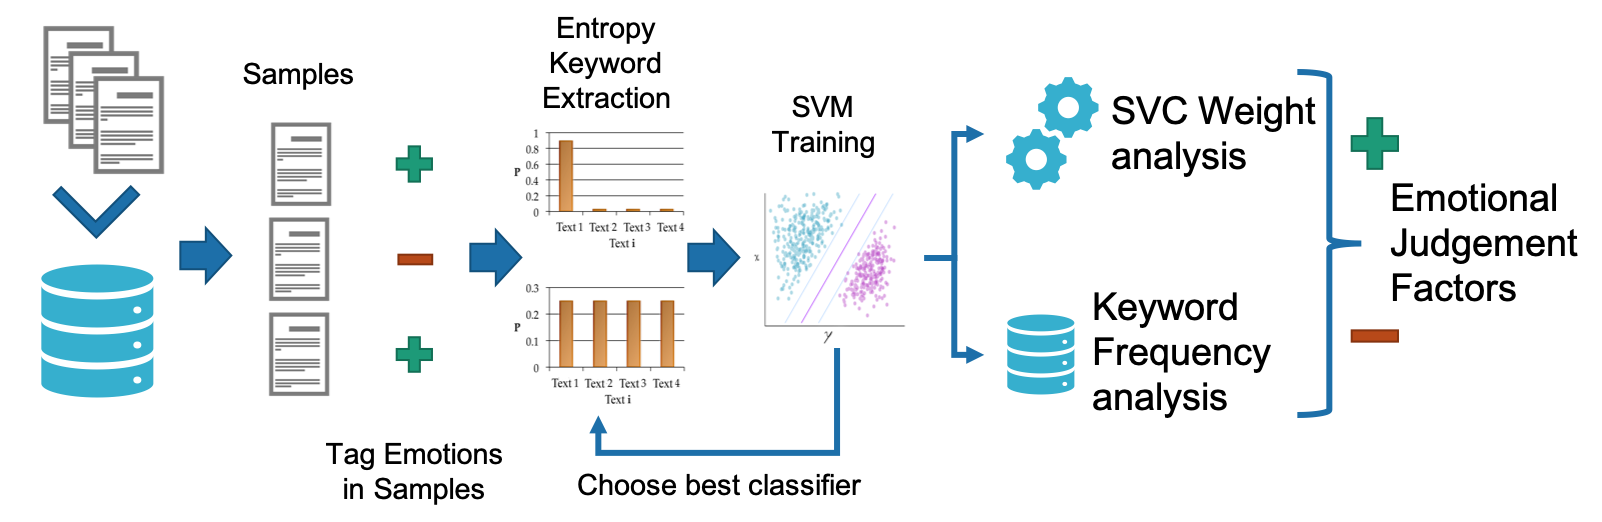 Samples
Tag Emotions
in Samples
Entropy
Keyword
Extraction
1
0.8
0.6
0.4
0.2
0
P
Text 1 Text 2 Text 3 Text 4
Text i
0.3
0.2
0.1
0
P
Text 1 Text 2 Text 3 Text 4
Text i
Choose best classifier
SVM
Training
SVC Weight
analysis
Keyword
Frequency
analysis
Emotional
Judgement
Factors